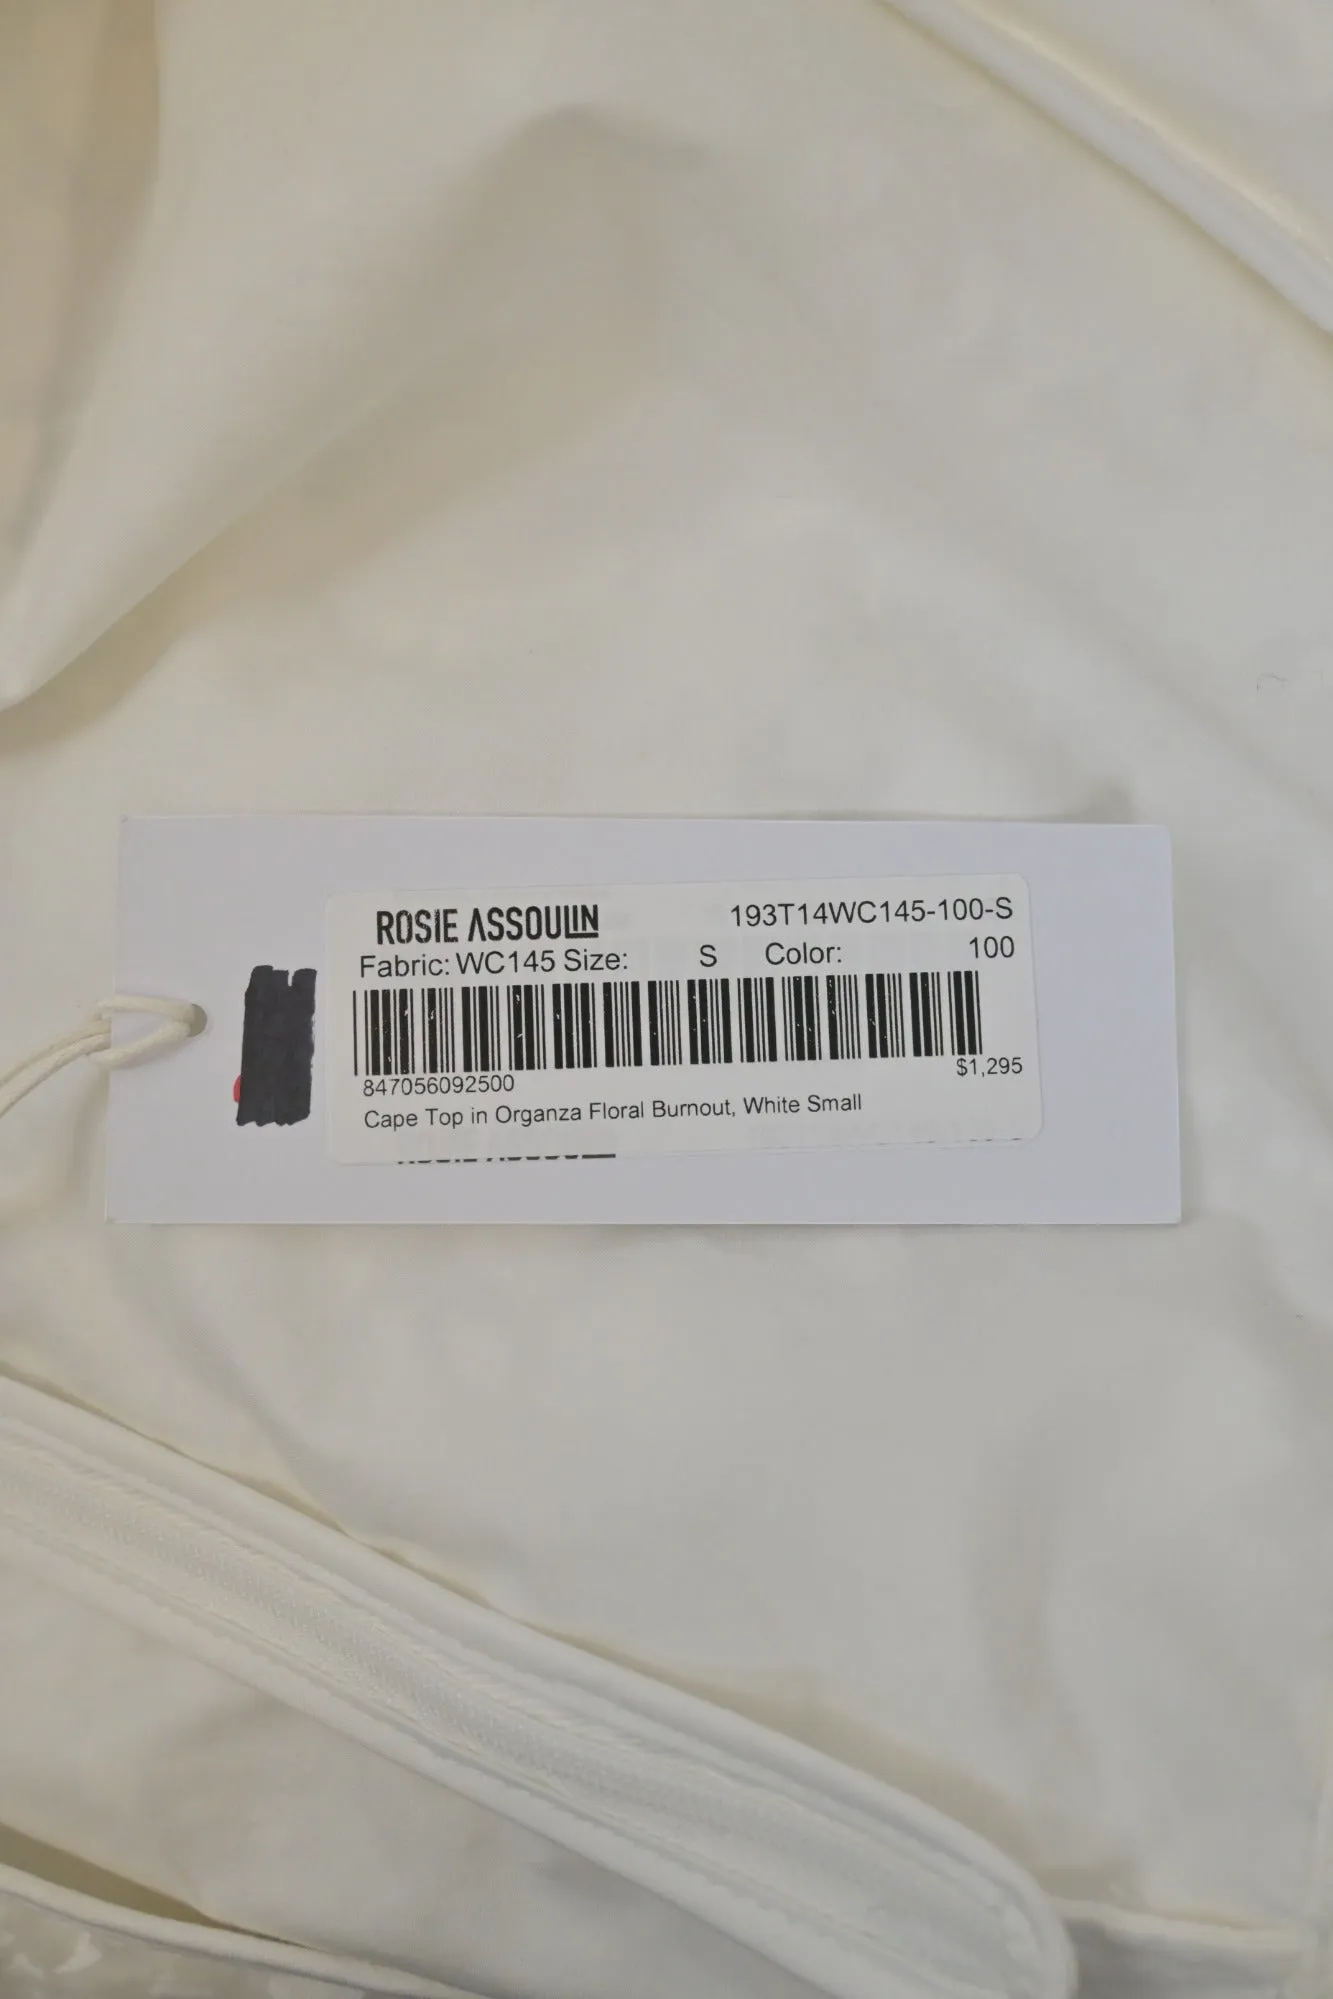 ROSIE ASSOULIN 193T14WC145-100-S
Fabric: WC145 Size: S Color: 100
847056092500 $1,295
Cape Top in Organza Floral Burnout, White Small